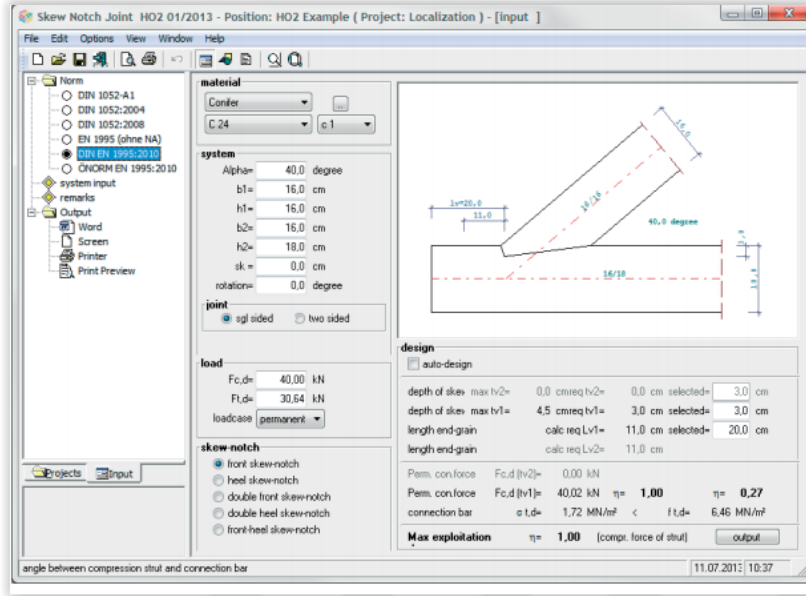 Skew Notch Joint HO2 01/2013 - Position: HO2 Example ( Project: Localization ) - [input ]
File Edit Options View Window Help
Norm
DIN 1052-A1
DIN 1052:2004
DIN 1052:2008
EN 1995 (ohne NA)
DIN EN 1995:2010
ÖNORM EN 1995:2010
system input
remarks
Output
Word
Screen
Printer
Print Preview
Projects Input
material
Conifer ...
C 24 c 1
system
Alpha= 40,0 degree
b1= 16,0 cm
h1= 16,0 cm
b2= 16,0 cm
h2= 18,0 cm
sk = 0,0 cm
rotation= 0,0 degree
joint
sgl sided two sided
load
Fc,d= 40,00 kN
Ft,d= 30,64 kN
loadcase permanent
skew-notch
front skew-notch
heel skew-notch
double front skew-notch
double heel skew-notch
front-heel skew-notch
16,0
lv=20,0
11,0
16/16
40,0 degree
16/18
3,0
18,0
design
auto-design
depth of skev max tv2= 0,0 cm req tv2= 0,0 cm selected= 3,0 cm
depth of skev max tv1= 4,5 cm req tv1= 3,0 cm selected= 3,0 cm
length end-grain calc req Lv1= 11,0 cm selected= 20,0 cm
length end-grain calc req Lv2= 11,0 cm
Perm. con.force Fc,d (tv2)= 0,00 kN
Perm. con.force Fc,d (tv1)= 40,02 kN η= 1,00 η= 0,27
connection bar σ t,d= 1,72 MN/m² < f t,d= 6,46 MN/m²
Max exploitation η= 1,00 (compr. force of strut) output
angle between compression strut and connection bar 11.07.2013 10:37